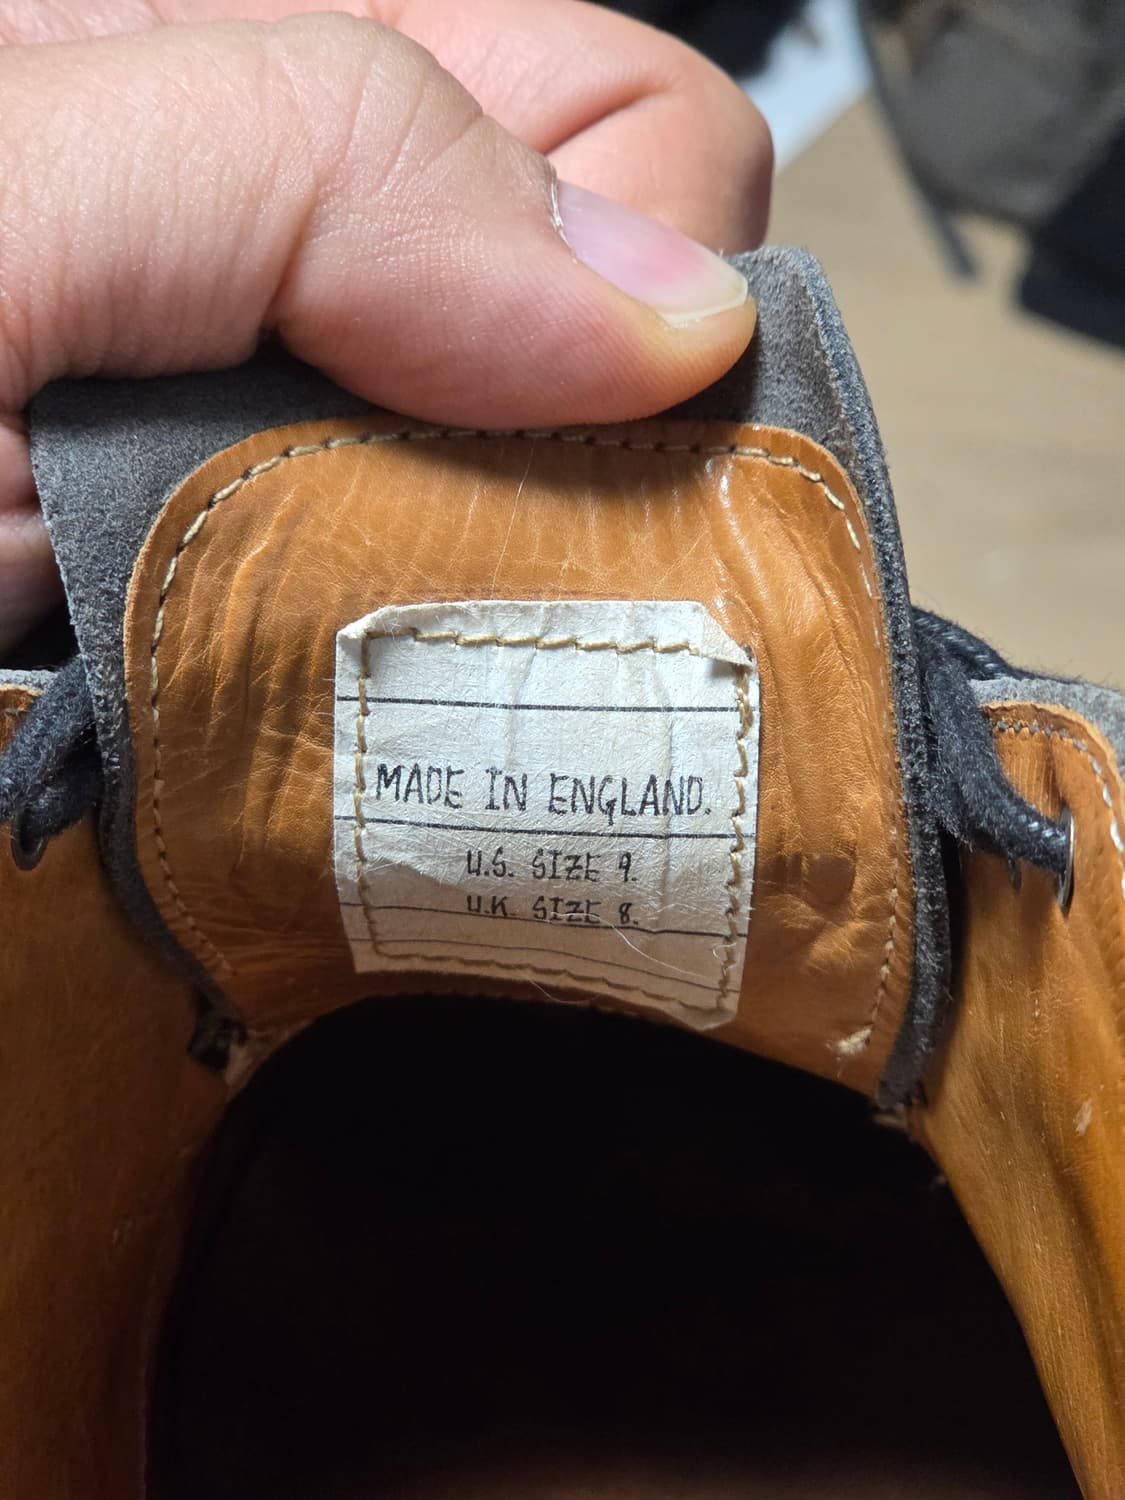 MADE IN ENGLAND.
U.S. SIZE 9.
U.K. SIZE 8.